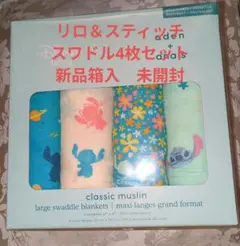 リロ＆スティッチ
aden
スワドル4枚セット
+
anais
新品箱入　未開封
classic muslin
large swaddle blankets | maxi langes grand format